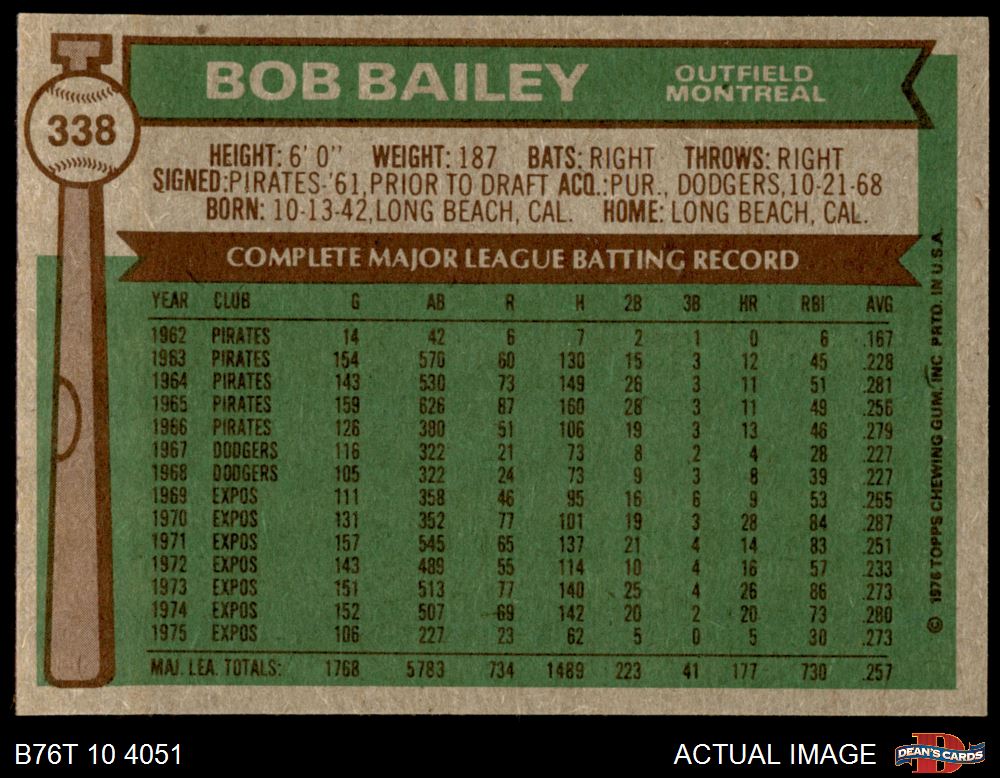 BOB BAILEY
OUTFIELD
MONTREAL
338
HEIGHT: 6' 0" WEIGHT: 187 BATS: RIGHT THROWS: RIGHT
SIGNED:PIRATES-'61,PRIOR TO DRAFT ACQ.:PUR., DODGERS,10-21-68
BORN: 10-13-42,LONG BEACH, CAL. HOME: LONG BEACH, CAL.
COMPLETE MAJOR LEAGUE BATTING RECORD
YEAR CLUB G AB R H 2B 3B HR RBI AVG
1962 PIRATES 14 42 6 7 2 1 0 6 .167
1963 PIRATES 154 570 60 130 15 3 12 45 .228
1964 PIRATES 143 530 73 149 26 3 11 51 .281
1965 PIRATES 159 626 87 160 28 3 11 49 .256
1966 PIRATES 126 380 51 106 19 3 13 46 .279
1967 DODGERS 116 322 21 73 8 2 4 28 .227
1968 DODGERS 105 322 24 73 9 3 8 39 .227
1969 EXPOS 111 358 46 95 16 6 9 53 .265
1970 EXPOS 131 352 77 101 19 3 28 84 .287
1971 EXPOS 157 545 65 137 21 4 14 83 .251
1972 EXPOS 143 489 55 114 10 4 16 57 .233
1973 EXPOS 151 513 77 140 25 4 26 86 .273
1974 EXPOS 152 507 69 142 20 2 20 73 .280
1975 EXPOS 106 227 23 62 5 0 5 30 .273
MAJ. LEA. TOTALS: 1768 5783 734 1489 223 41 177 730 .257
© 1976 TOPPS CHEWING GUM, INC PRTD. IN U.S.A.
B76T 10 4051
ACTUAL IMAGE
DEAN'S CARDS